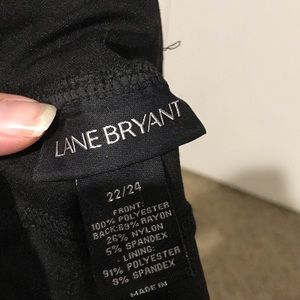 LANE BRYANT
22/24
FRONT:
100% POLYESTER
BACK:69% RAYON
26% NYLON
5% SPANDEX
- LINING:
91% POLYESTER
9% SPANDEX
MADE IN